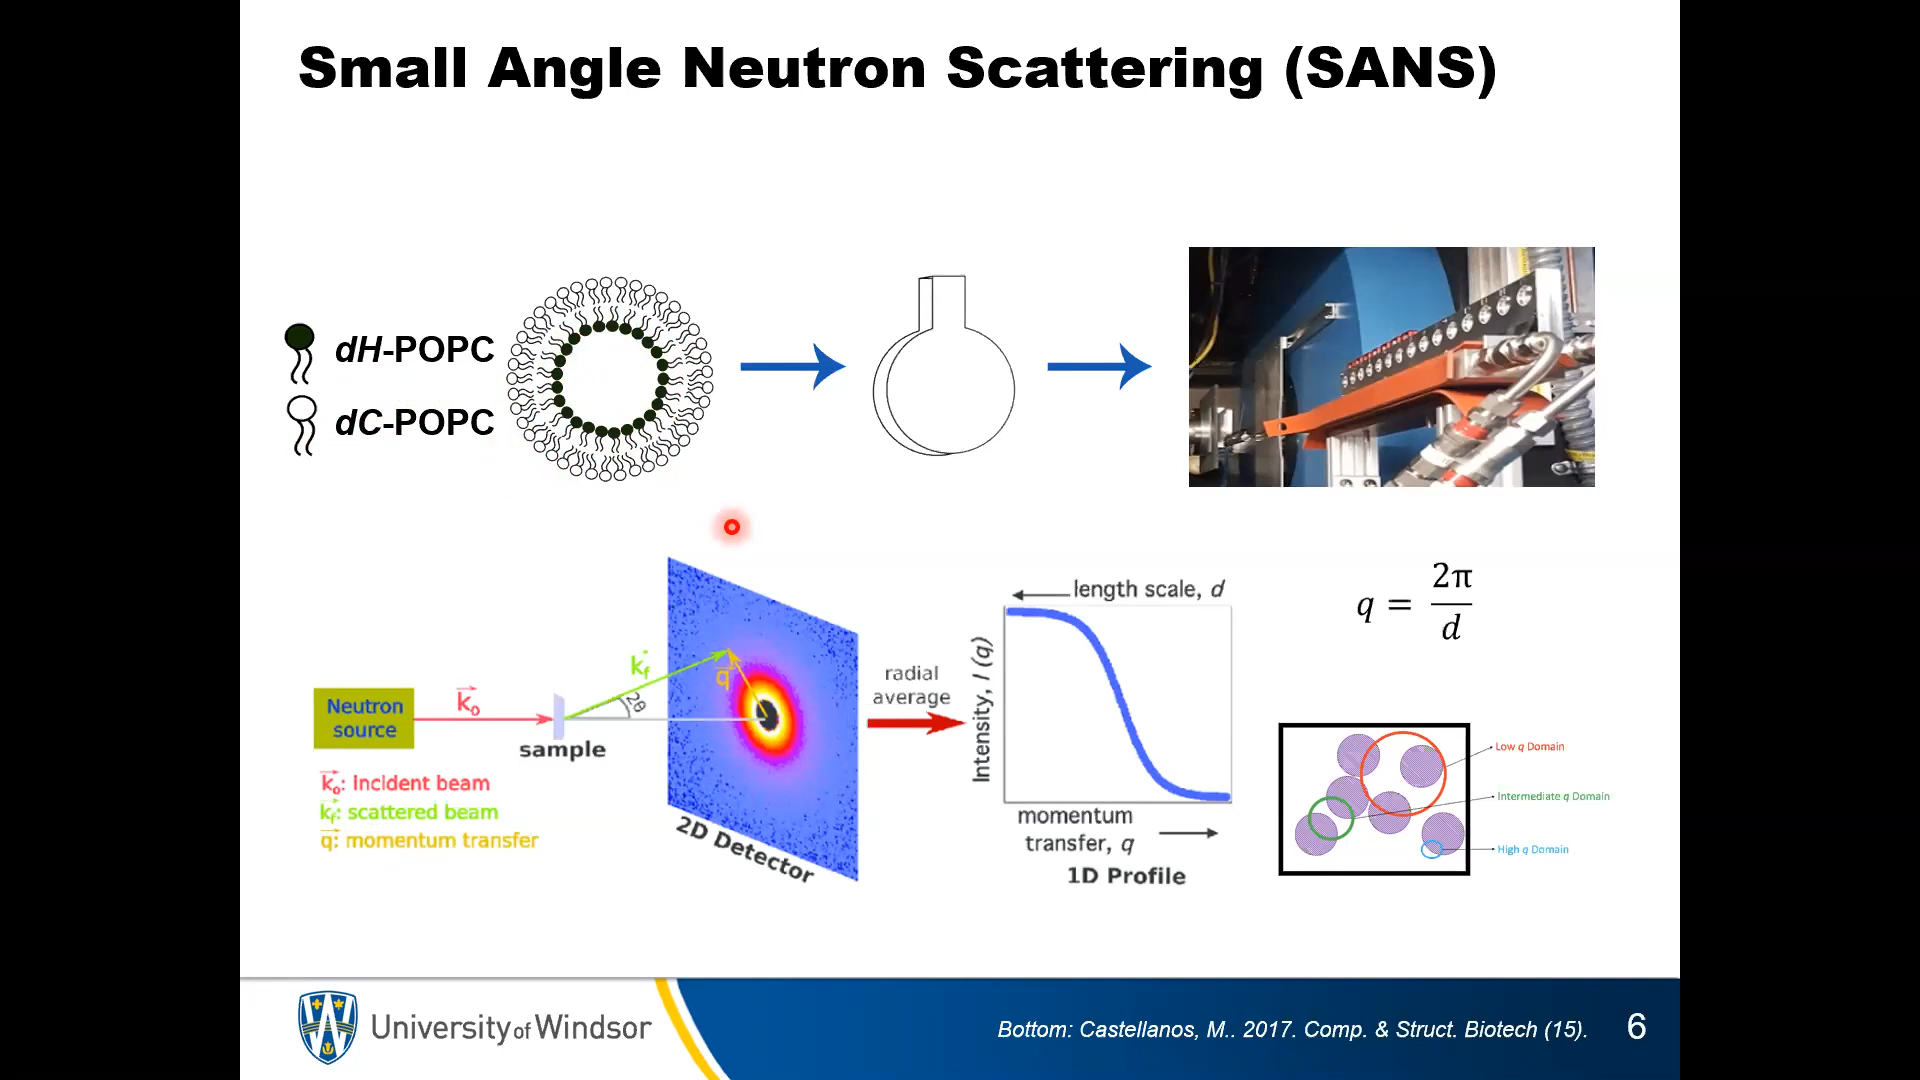 Small Angle Neutron Scattering (SANS)
dH-POPC
dC-POPC
Neutron
source
k₀
sample
k_f
2θ
q
k₀: Incident beam
k_f: scattered beam
q: momentum transfer
2D Detector
radial
average
length scale, d
Intensity, I (q)
momentum
transfer, q
1D Profile
q = 2π/d
Low q Domain
Intermediate q Domain
High q Domain
University of Windsor
Bottom: Castellanos, M.. 2017. Comp. & Struct. Biotech (15).
6